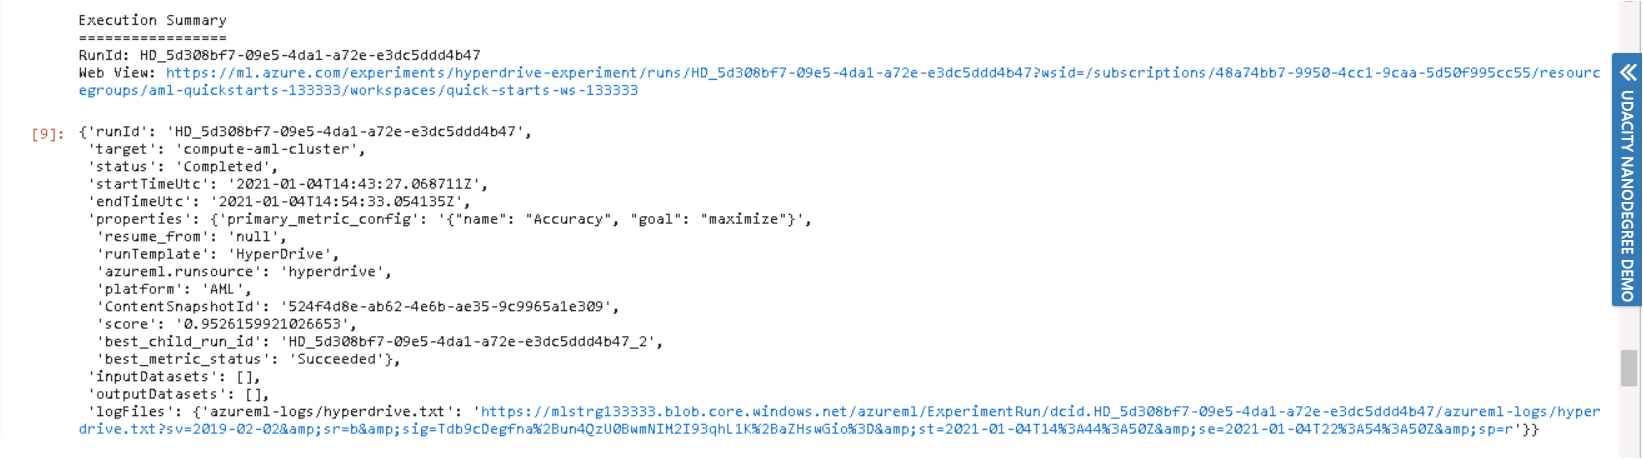 Execution Summary
=================
RunId: HD_5d308bf7-09e5-4da1-a72e-e3dc5ddd4b47
Web View: https://ml.azure.com/experiments/hyperdrive-experiment/runs/HD_5d308bf7-09e5-4da1-a72e-e3dc5ddd4b47?wsid=/subscriptions/48a74bb7-9950-4cc1-9caa-5d50f995cc55/resourc
egroups/aml-quickstarts-133333/workspaces/quick-starts-ws-133333
[9]: {'runId': 'HD_5d308bf7-09e5-4da1-a72e-e3dc5ddd4b47',
'target': 'compute-aml-cluster',
'status': 'Completed',
'startTimeUtc': '2021-01-04T14:43:27.068711Z',
'endTimeUtc': '2021-01-04T14:54:33.054135Z',
'properties': {'primary_metric_config': '{"name": "Accuracy", "goal": "maximize"}',
'resume_from': 'null',
'runTemplate': 'HyperDrive',
'azureml.runsource': 'hyperdrive',
'platform': 'AML',
'ContentSnapshotId': '524f4d8e-ab62-4e6b-ae35-9c9965a1e309',
'score': '0.9526159921026653',
'best_child_run_id': 'HD_5d308bf7-09e5-4da1-a72e-e3dc5ddd4b47_2',
'best_metric_status': 'Succeeded'},
'inputDatasets': [],
'outputDatasets': [],
'logFiles': {'azureml-logs/hyperdrive.txt': 'https://mlstrg133333.blob.core.windows.net/azureml/ExperimentRun/dcid.HD_5d308bf7-09e5-4da1-a72e-e3dc5ddd4b47/azureml-logs/hyper
drive.txt?sv=2019-02-02&amp;sr=b&amp;sig=Tdb9cDegfna%2Bun4QzU0BwmNIM2I93qhL1K%2BaZHswGio%3D&amp;st=2021-01-04T14%3A44%3A50Z&amp;se=2021-01-04T22%3A54%3A50Z&amp;sp=r'}}
UDACITY NANODEGREE DEMO